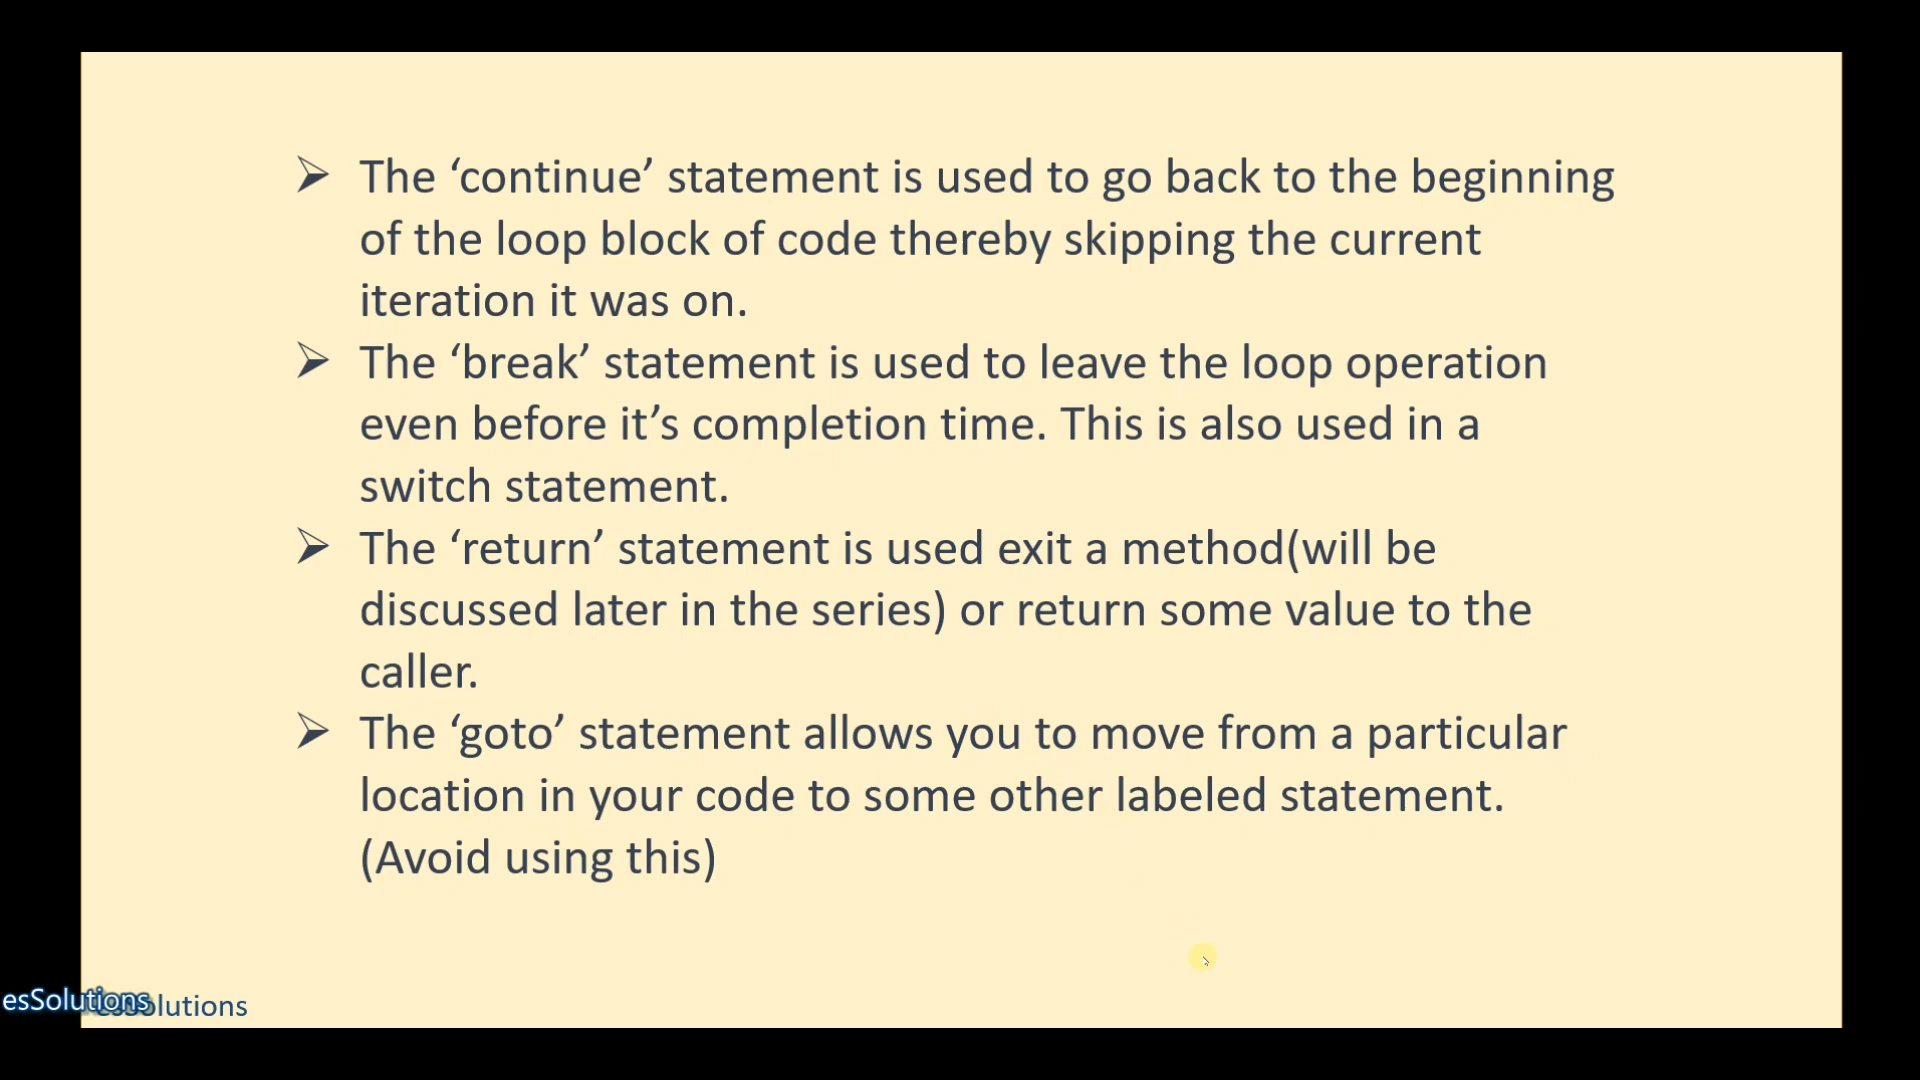 The ‘continue’ statement is used to go back to the beginning
of the loop block of code thereby skipping the current
iteration it was on.
The ‘break’ statement is used to leave the loop operation
even before it’s completion time. This is also used in a
switch statement.
The ‘return’ statement is used exit a method(will be
discussed later in the series) or return some value to the
caller.
The ‘goto’ statement allows you to move from a particular
location in your code to some other labeled statement.
(Avoid using this)
esSolutions